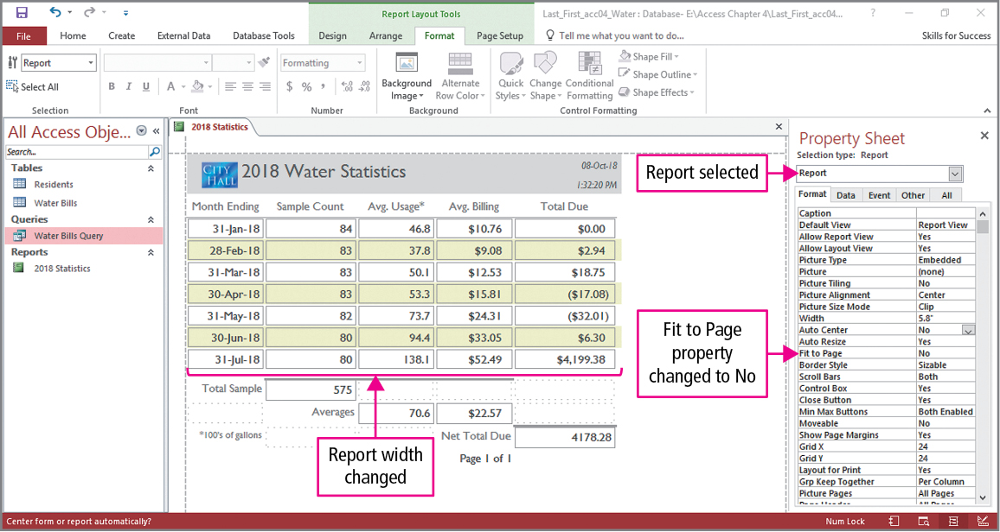 Report Layout Tools
Last_First_acc04_Water : Database- E:\Access Chapter 4\Last_First_acc04...
?
File
Home
Create
External Data
Database Tools
Design
Arrange
Format
Page Setup
Tell me what you want to do...
Skills for Success
Report
Select All
Selection
B I U A
Font
Formatting
$ % ,
Number
Background
Image
Alternate
Row Color
Background
Quick
Styles
Change
Shape
Conditional
Formatting
Shape Fill
Shape Outline
Shape Effects
Control Formatting
All Access Obje...
Search...
Tables
Residents
Water Bills
Queries
Water Bills Query
Reports
2018 Statistics
2018 Statistics
CITY
HALL
2018 Water Statistics
08-Oct-18
1:32:20 PM
Month Ending Sample Count Avg. Usage* Avg. Billing Total Due
31-Jan-18 84 46.8 $10.76 $0.00
28-Feb-18 83 37.8 $9.08 $2.94
31-Mar-18 83 50.1 $12.53 $18.75
30-Apr-18 83 53.3 $15.81 ($17.08)
31-May-18 82 73.7 $24.31 ($32.01)
30-Jun-18 80 94.4 $33.05 $6.30
31-Jul-18 80 138.1 $52.49 $4,199.38
Total Sample 575
Averages 70.6 $22.57
*100's of gallons Net Total Due 4178.28
Page 1 of 1
Report width
changed
Report selected
Fit to Page
property
changed to No
Property Sheet
Selection type: Report
Report
Format Data Event Other All
Caption
Default View Report View
Allow Report View Yes
Allow Layout View Yes
Picture Type Embedded
Picture (none)
Picture Tiling No
Picture Alignment Center
Picture Size Mode Clip
Width 5.8"
Auto Center No
Auto Resize Yes
Fit to Page No
Border Style Sizable
Scroll Bars Both
Control Box Yes
Close Button Yes
Min Max Buttons Both Enabled
Moveable No
Show Page Margins Yes
Grid X 24
Grid Y 24
Layout for Print Yes
Grp Keep Together Per Column
Picture Pages All Pages
Center form or report automatically?
Num Lock